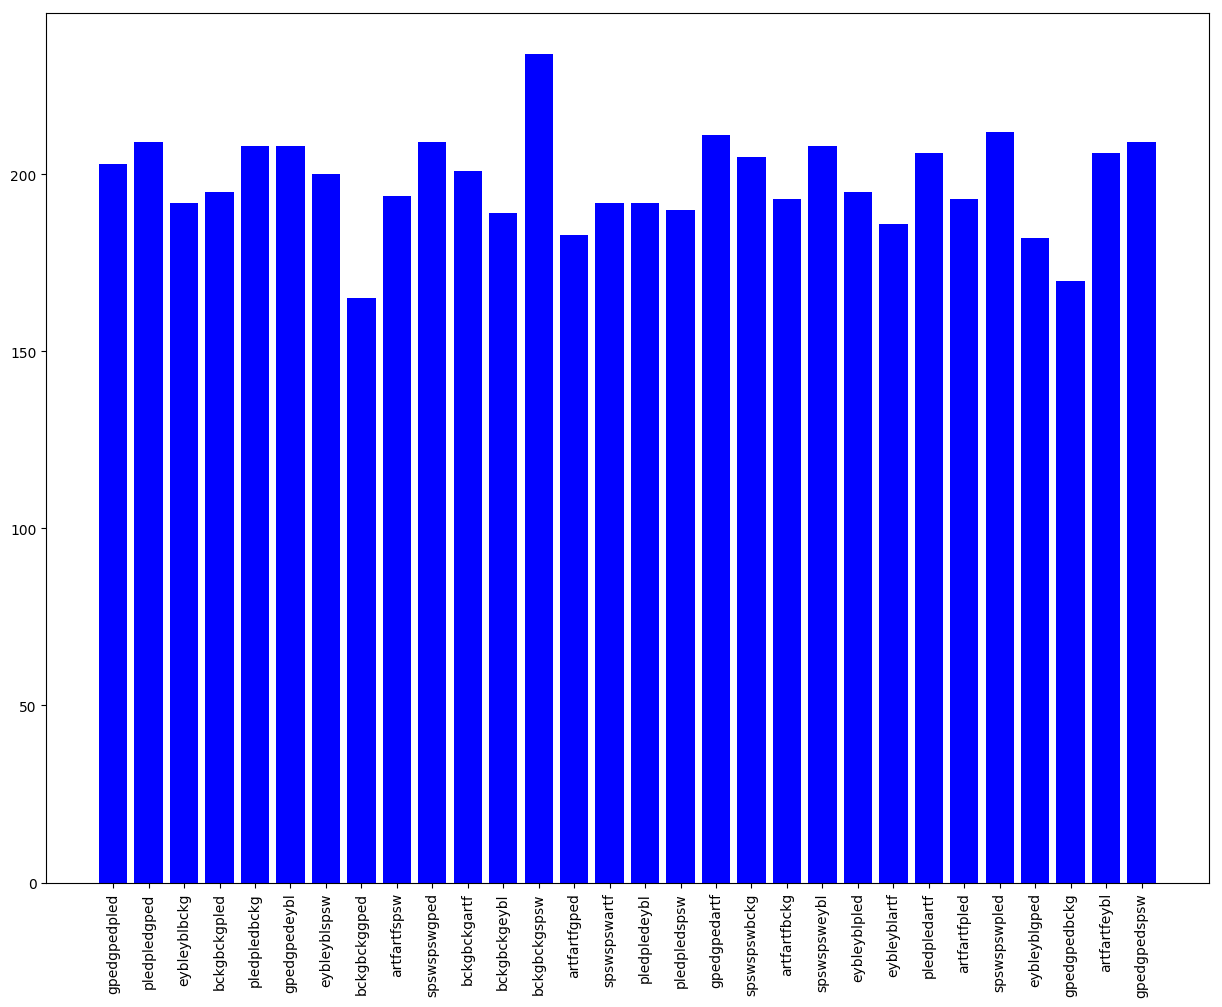 200
150
100
50
0
gpedgpedpled
pledpledgped
eybleyblbckg
bckgbckgpled
pledpledbckg
gpedgpedeybl
eybleyblspsw
bckgbckggped
artfartfspsw
spswspswgped
bckgbckgartf
bckgbckgeybl
bckgbckgspsw
artfartfgped
spswspswartf
pledpledeybl
pledpledspsw
gpedgpedartf
spswspswbckg
artfartfbckg
spswspsweybl
eybleyblpled
eybleyblartf
pledpledartf
artfartfpled
spswspswpled
eybleyblgped
gpedgpedbckg
artfartfeybl
gpedgpedspsw